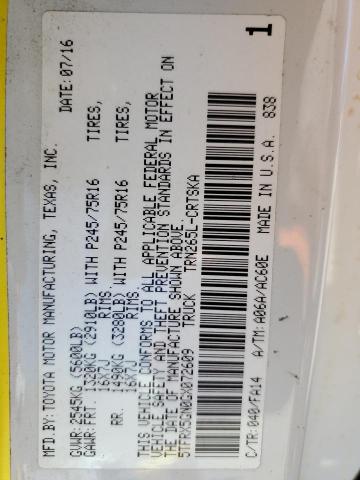 MFD.BY:TOYOTA MOTOR MANUFACTURING, TEXAS, INC. DATE:07/16
GVWR:2545KG(5600LB)
GAWR:FRT. 1320KG (2910LB) WITH P245/75R16 TIRES,
16X7J RIMS.
RR. 1490KG (3280LB) WITH P245/75R16 TIRES,
16X7J RIMS.
THIS VEHICLE CONFORMS TO ALL APPLICABLE FEDERAL MOTOR
VEHICLE SAFETY AND THEFT PREVENTION STANDARDS IN EFFECT ON
THE DATE OF MANUFACTURE SHOWN ABOVE.
5TFRX5GN0GX072609 TRUCK TRN265L-CRTSKA
C/TR:040/FA14 A/TM:A06A/AC60E MADE IN U.S.A. 838
1